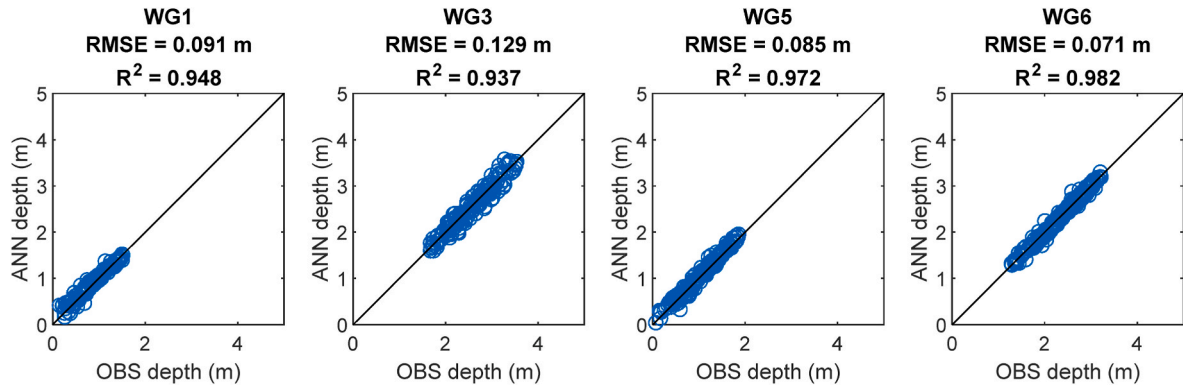 WG1
RMSE = 0.091 m
R² = 0.948
5
4
3
2
1
0
ANN depth (m)
0 2 4
OBS depth (m)
WG3
RMSE = 0.129 m
R² = 0.937
5
4
3
2
1
0
ANN depth (m)
0 2 4
OBS depth (m)
WG5
RMSE = 0.085 m
R² = 0.972
5
4
3
2
1
0
ANN depth (m)
0 2 4
OBS depth (m)
WG6
RMSE = 0.071 m
R² = 0.982
5
4
3
2
1
0
ANN depth (m)
0 2 4
OBS depth (m)